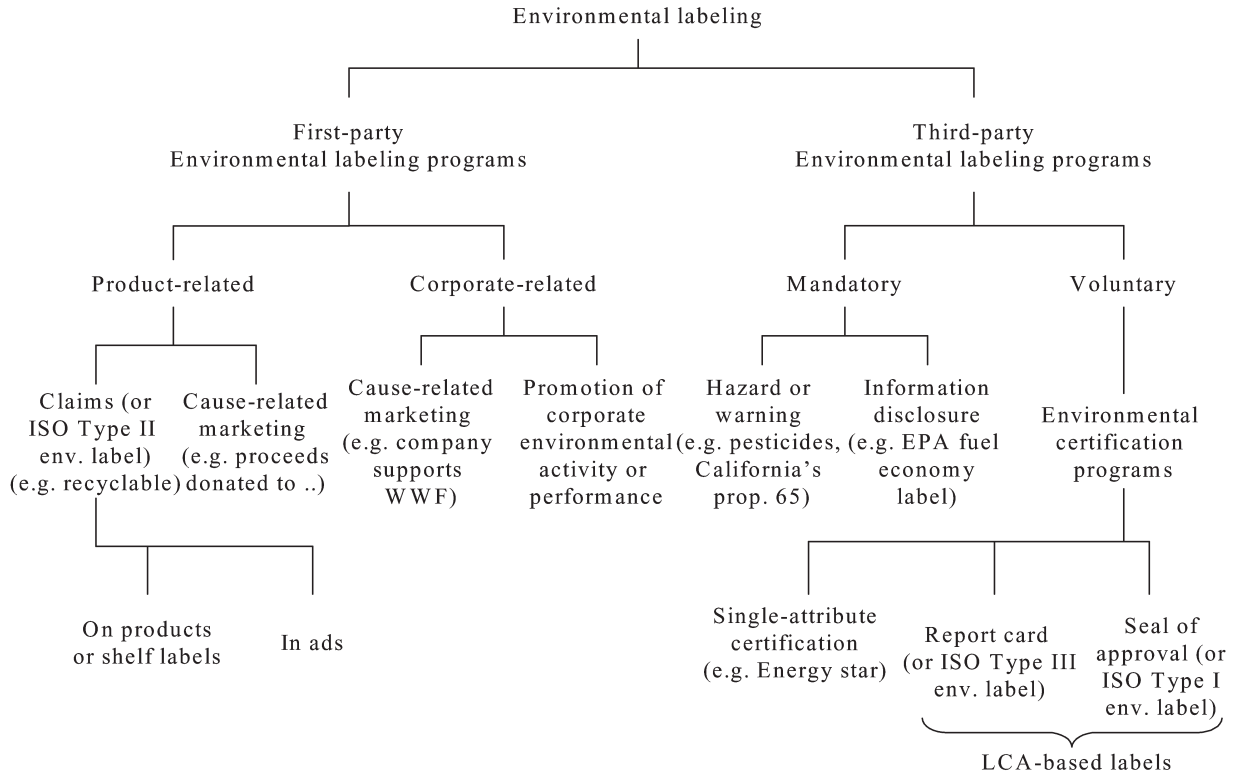 Environmental labeling
First-party
Environmental labeling programs
Third-party
Environmental labeling programs
Product-related
Corporate-related
Mandatory
Voluntary
Claims (or
ISO Type II
env. label)
(e.g. recyclable)
Cause-related
marketing
(e.g. proceeds
donated to ..)
Cause-related
marketing
(e.g. company
supports
WWF)
Promotion of
corporate
environmental
activity or
performance
Hazard or
warning
(e.g. pesticides,
California's
prop. 65)
Information
disclosure
(e.g. EPA fuel
economy
label)
Environmental
certification
programs
On products
or shelf labels
In ads
Single-attribute
certification
(e.g. Energy star)
Report card
(or ISO Type III
env. label)
Seal of
approval (or
ISO Type I
env. label)
LCA-based labels